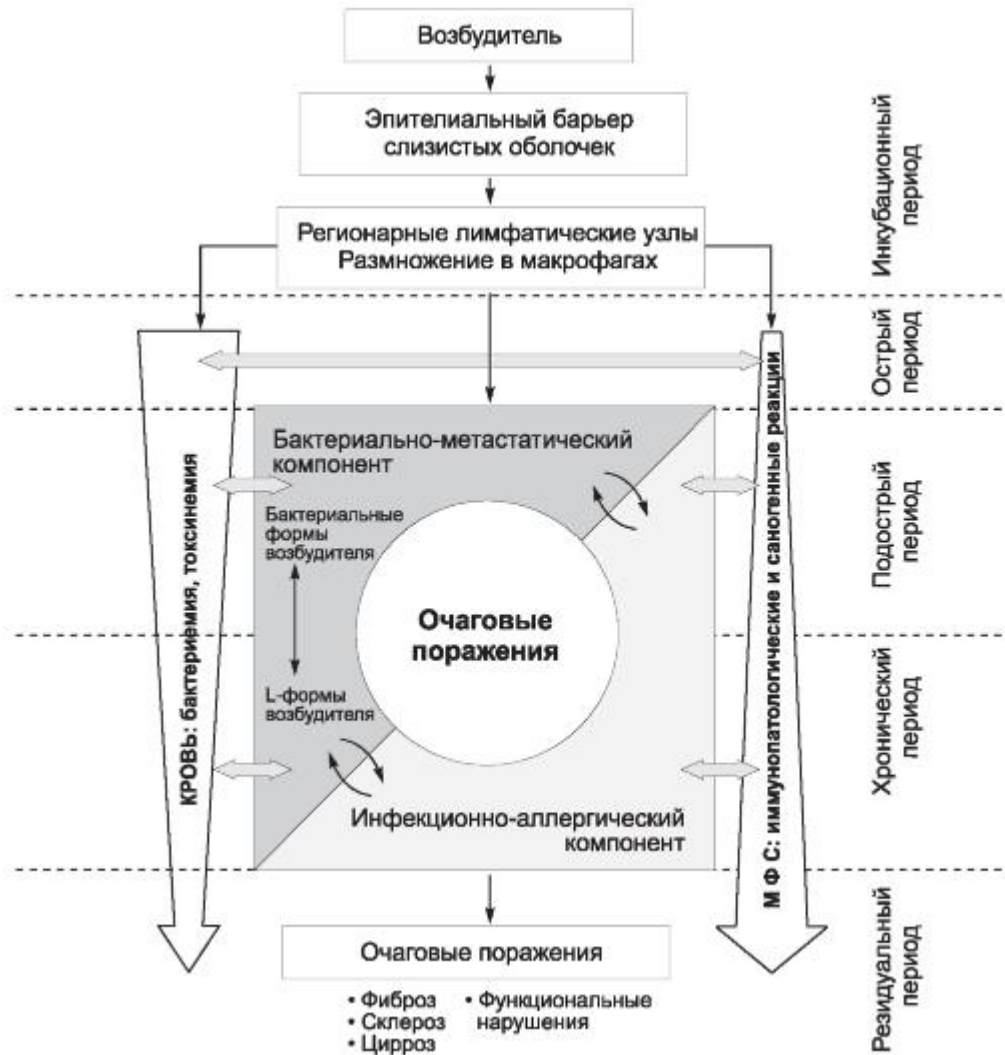 Возбудитель
Эпителиальный барьер
слизистых оболочек
Регионарные лимфатические узлы
Размножение в макрофагах
Инкубационный
период
Острый
период
Бактериально-метастатический
компонент
Бактериальные
формы
возбудителя
L-формы
возбудителя
Очаговые
поражения
Инфекционно-аллергический
компонент
КРОВЬ: бактериемия, токсинемия
М Ф С: иммунопатологические и саногенные реакции
Подострый
период
Хронический
период
Очаговые поражения
• Фиброз • Функциональные
• Склероз нарушения
• Цирроз
Резидуальный
период